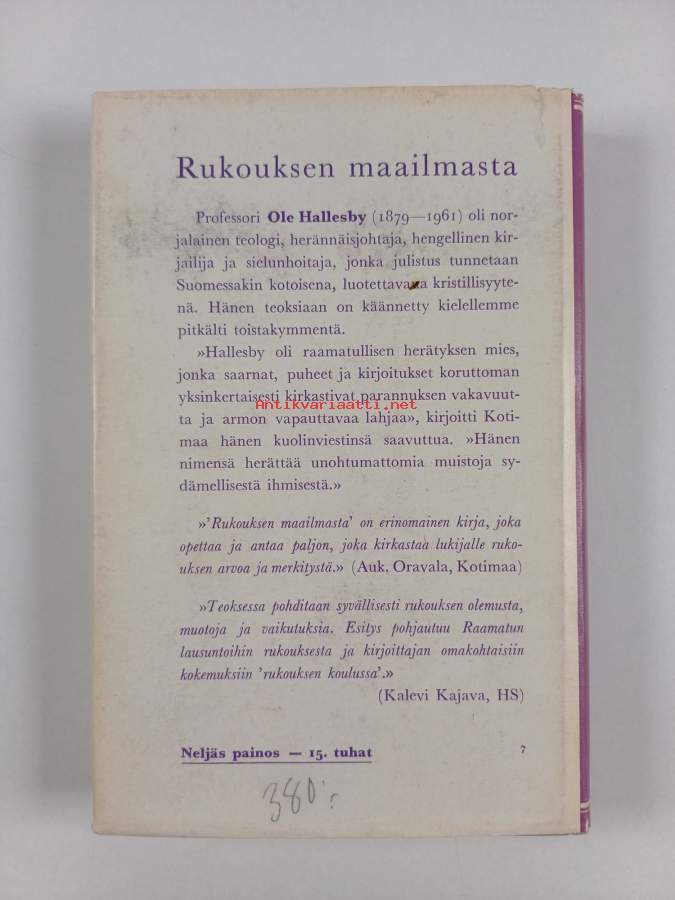 Rukouksen maailmasta
Professori Ole Hallesby (1879—1961) oli nor-
jalainen teologi, herännäisjohtaja, hengellinen kir-
jailija ja sielunhoitaja, jonka julistus tunnetaan
Suomessakin kotoisena, luotettavana kristillisyyte-
nä. Hänen teoksiaan on käännetty kielellemme
pitkälti toistakymmentä.
»Hallesby oli raamatullisen herätyksen mies,
jonka saarnat, puheet ja kirjoitukset koruttoman
yksinkertaisesti kirkastivat parannuksen vakavuut-
Antikvariaatti.net
ta ja armon vapauttavaa lahjaa», kirjoitti Koti-
maa hänen kuolinviestinsä saavuttua. »Hänen
nimensä herättää unohtumattomia muistoja sy-
dämellisestä ihmisestä.»
»'Rukouksen maailmasta' on erinomainen kirja, joka
opettaa ja antaa paljon, joka kirkastaa lukijalle ruko-
uksen arvoa ja merkitystä.» (Auk. Oravala, Kotimaa)
»Teoksessa pohditaan syvällisesti rukouksen olemusta,
muotoja ja vaikutuksia. Esitys pohjautuu Raamatun
lausuntoihin rukouksesta ja kirjoittajan omakohtaisiin
kokemuksiin 'rukouksen koulussa'.»
(Kalevi Kajava, HS)
Neljäs painos — 15. tuhat 7
380:-